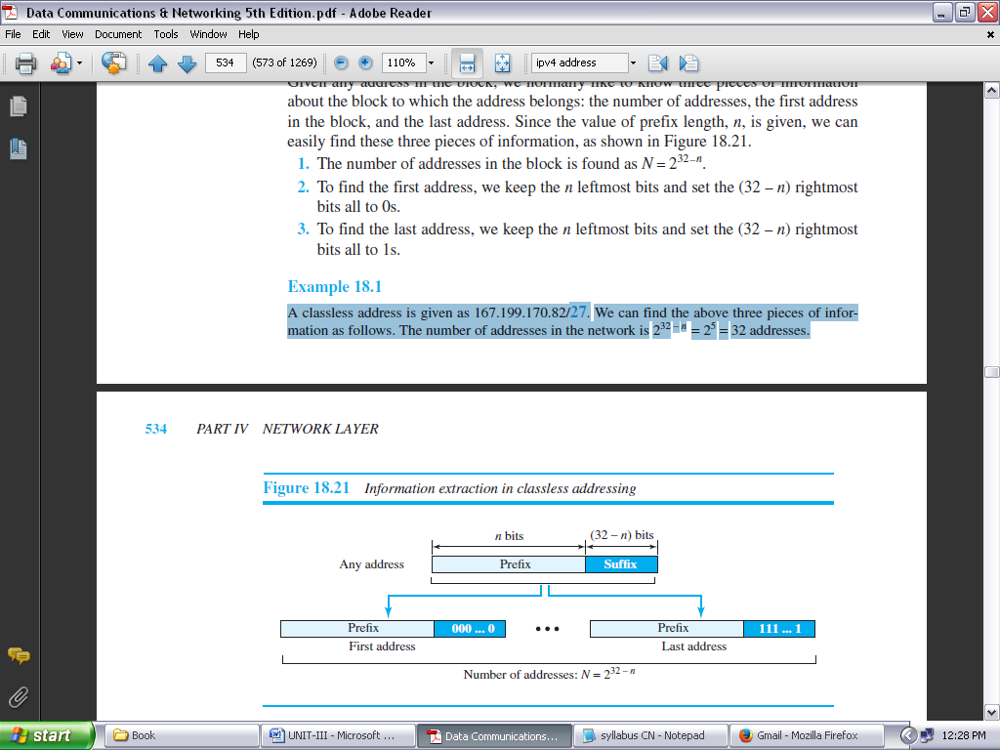 Data Communications & Networking 5th Edition.pdf - Adobe Reader
File Edit View Document Tools Window Help
534 (573 of 1269) 110% ipv4 address
Given any address in the block, we normally like to know three pieces of information
about the block to which the address belongs: the number of addresses, the first address
in the block, and the last address. Since the value of prefix length, n, is given, we can
easily find these three pieces of information, as shown in Figure 18.21.
1. The number of addresses in the block is found as N = 2³²⁻ⁿ.
2. To find the first address, we keep the n leftmost bits and set the (32 – n) rightmost
bits all to 0s.
3. To find the last address, we keep the n leftmost bits and set the (32 – n) rightmost
bits all to 1s.
Example 18.1
A classless address is given as 167.199.170.82/27. We can find the above three pieces of infor-
mation as follows. The number of addresses in the network is 2³² ⁻ ⁿ = 2⁵ = 32 addresses.
534 PART IV NETWORK LAYER
Figure 18.21 Information extraction in classless addressing
n bits (32 – n) bits
Any address Prefix Suffix
Prefix 000 ... 0 ••• Prefix 111 ... 1
First address Last address
Number of addresses: N = 2³² ⁻ ⁿ
start Book UNIT-III - Microsoft ... Data Communications... syllabus CN - Notepad Gmail - Mozilla Firefox 12:28 PM